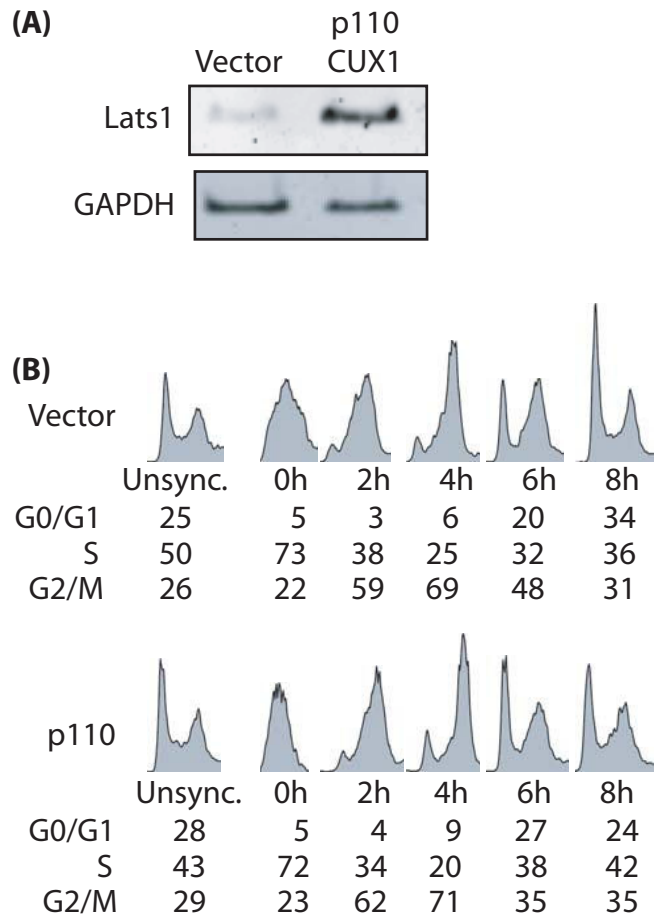 (A)
p110
Vector CUX1
Lats1
GAPDH
(B)
Vector
Unsync. 0h 2h 4h 6h 8h
G0/G1 25 5 3 6 20 34
S 50 73 38 25 32 36
G2/M 26 22 59 69 48 31
p110
Unsync. 0h 2h 4h 6h 8h
G0/G1 28 5 4 9 27 24
S 43 72 34 20 38 42
G2/M 29 23 62 71 35 35